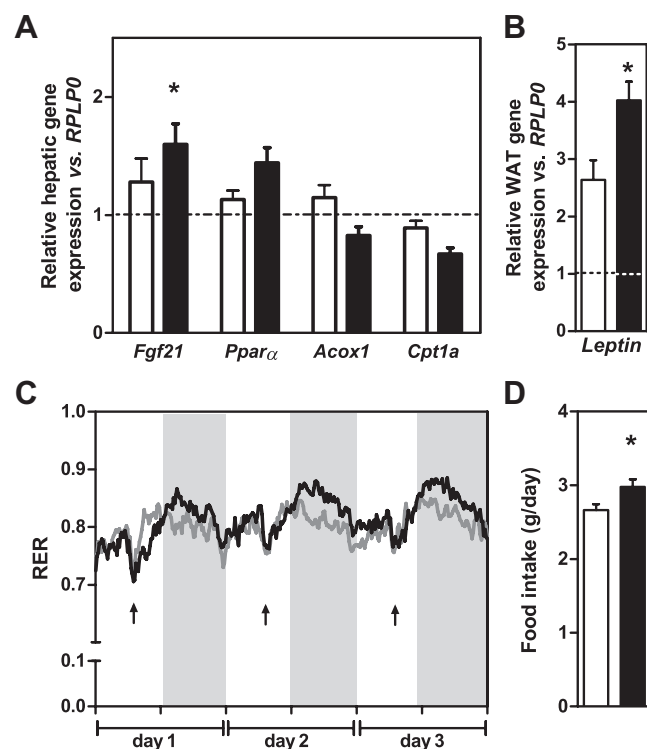 A
Relative hepatic gene
expression vs. RPLP0
2
1
0
*
Fgf21 Pparα Acox1 Cpt1a
B
Relative WAT gene
expression vs. RPLP0
5
4
3
2
1
0
*
Leptin
C
RER
1.0
0.9
0.8
0.7
0.1
0.0
day 1 day 2 day 3
D
Food intake (g/day)
4
3
2
1
0
*